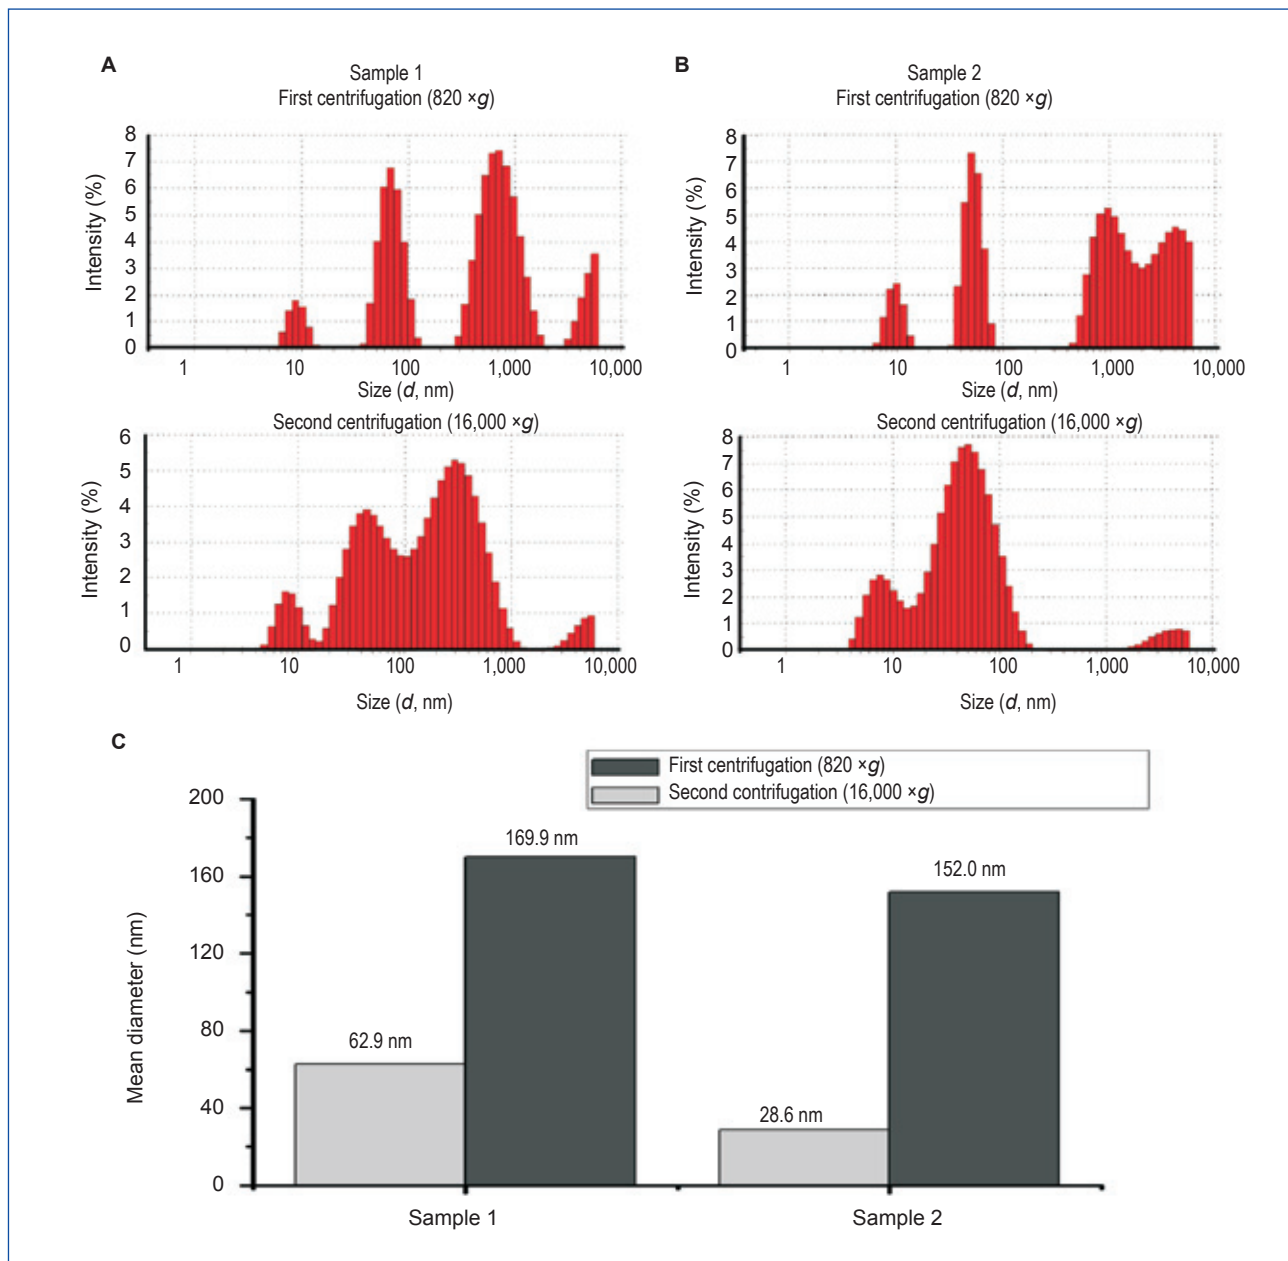 A
Sample 1
First centrifugation (820 ×g)
8
7
6
5
4
3
2
1
0
Intensity (%)
1 10 100 1,000 10,000
Size (d, nm)
Second centrifugation (16,000 ×g)
6
5
4
3
2
1
0
Intensity (%)
1 10 100 1,000 10,000
Size (d, nm)
B
Sample 2
First centrifugation (820 ×g)
8
7
6
5
4
3
2
1
0
Intensity (%)
1 10 100 1,000 10,000
Size (d, nm)
Second centrifugation (16,000 ×g)
8
7
6
5
4
3
2
1
0
Intensity (%)
1 10 100 1,000 10,000
Size (d, nm)
C
First centrifugation (820 ×g)
Second contrifugation (16,000 ×g)
200
160
120
80
40
0
Mean diameter (nm)
169.9 nm
152.0 nm
62.9 nm
28.6 nm
Sample 1 Sample 2